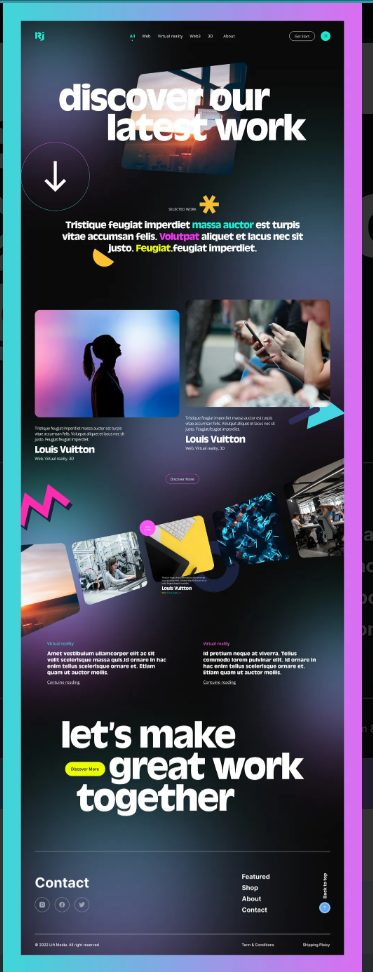 Rj
All Web Virtual reality Web3 3D About
Get Start
discover our
latest work
Selected Work
Tristique feugiat imperdiet massa auctor est turpis
vitae accumsan felis. Volutpat aliquet et lacus nec sit
justo. Feugiat.feugiat imperdiet.
Tristique feugiat imperdiet massa auctor est turpis
vitae accumsan felis. Volutpat aliquet et lacus nec sit
justo. Feugiat feugiat imperdiet
Louis Vuitton
Web, Virtual reality, 3D
Tristique feugiat imperdiet massa auctor est turpis
vitae accumsan felis. Volutpat aliquet et lacus nec sit
justo. Feugiat feugiat imperdiet
Louis Vuitton
Web, Virtual reality, 3D
Discover More
Louis Vuitton
Virtual reality
Amet vestibulum ullamcorper elit ac sit
velit scelerisque massa quis.Id ornare in hac
enim tellus scelerisque ornare et. Etiam
quam ut auctor mollis.
Contunie reading
Virtual reality
Id pretium neque at viverra. Tellus
commodo lorem pulvinar elit. Id ornare in
hac enim tellus scelerisque ornare et. Etiam
quam ut auctor mollis.
Contunie reading
let's make
Discover More great work
together
Contact
Featured
Shop
About
Contact
Back to top
© 2022 Lift Media. All right reserved
Term & Conditions
Shipping Plolicy